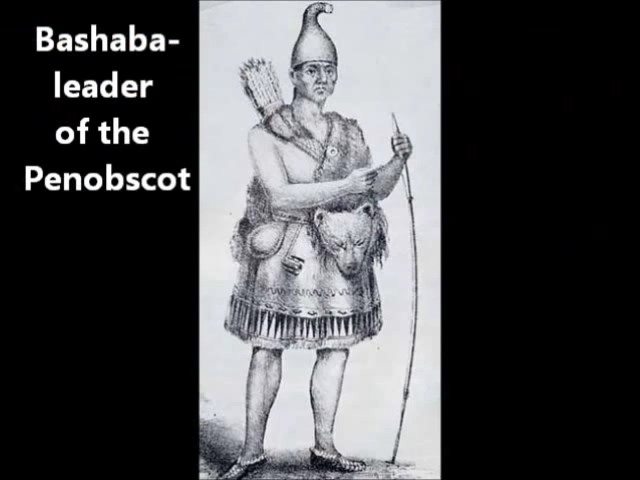 Bashaba-
leader
of the
Penobscot